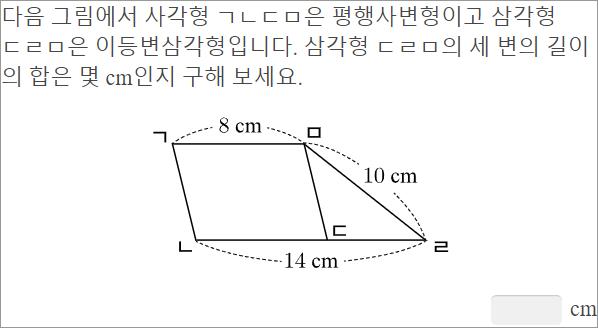 다음 그림에서 사각형 ㄱㄴㄷㅁ은 평행사변형이고 삼각형
ㄷㄹㅁ은 이등변삼각형입니다. 삼각형 ㄷㄹㅁ의 세 변의 길이
의 합은 몇 cm인지 구해 보세요.
8 cm
ㄱ
ㅁ
10 cm
ㄷ
ㄴ
ㄹ
14 cm
cm